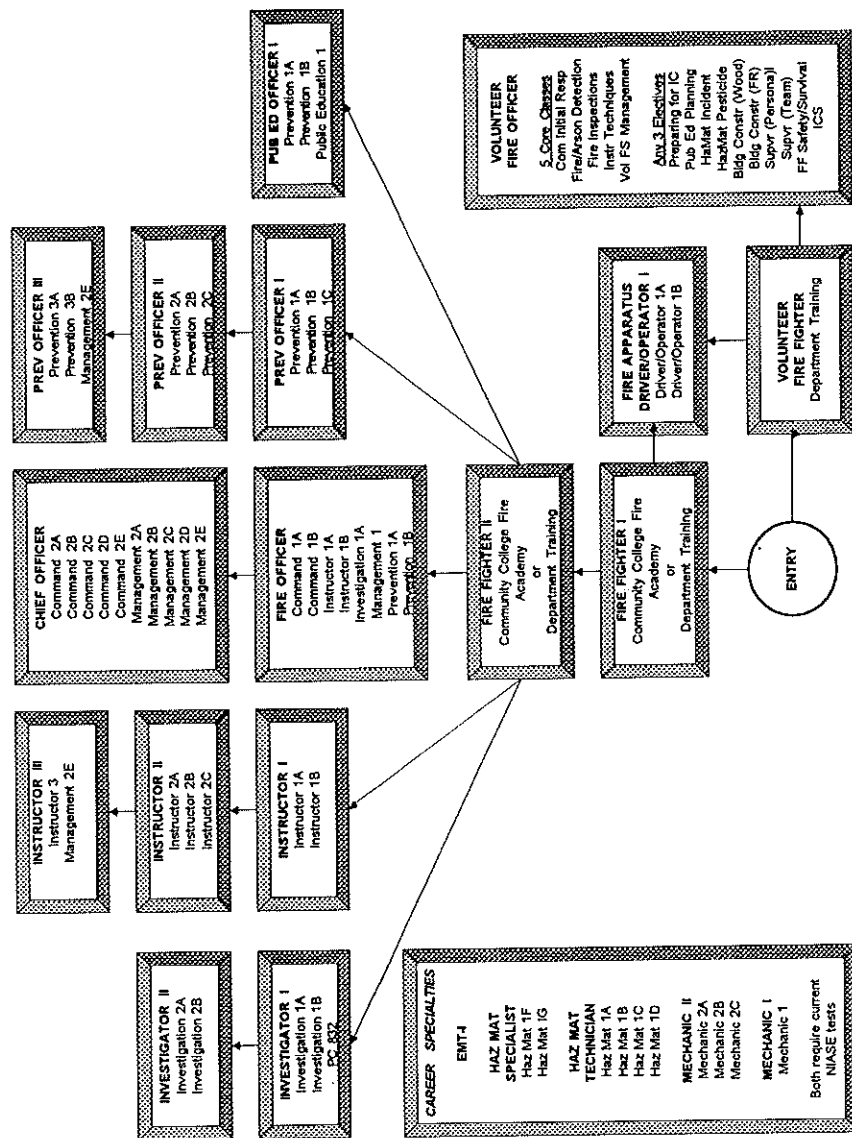 INVESTIGATOR II
Investigation 2A
Investigation 2B
INVESTIGATOR I
Investigation 1A
Investigation 1B
PC 832
INSTRUCTOR III
Instructor 3
Management 2E
INSTRUCTOR II
Instructor 2A
Instructor 2B
Instructor 2C
INSTRUCTOR I
Instructor 1A
Instructor 1B
CHIEF OFFICER
Command 2A
Command 2B
Command 2C
Command 2D
Command 2E
Management 2A
Management 2B
Management 2C
Management 2D
Management 2E
FIRE OFFICER
Command 1A
Command 1B
Instructor 1A
Instructor 1B
Investigation 1A
Management 1
Prevention 1A
Prevention 1B
PREV OFFICER III
Prevention 3A
Prevention 3B
Management 2E
PREV OFFICER II
Prevention 2A
Prevention 2B
Prevention 2C
PREV OFFICER I
Prevention 1A
Prevention 1B
Prevention 1C
PUB ED OFFICER I
Prevention 1A
Prevention 1B
Public Education 1
FIRE FIGHTER II
Community College Fire
Academy
or
Department Training
FIRE FIGHTER I
Community College Fire
Academy
or
Department Training
ENTRY
FIRE APPARATUS
DRIVER/OPERATOR I
Driver/Operator 1A
Driver/Operator 1B
VOLUNTEER
FIRE FIGHTER
Department Training
VOLUNTEER
FIRE OFFICER
5 Core Classes
Com Initial Resp
Fire/Arson Detection
Fire Inspections
Instr Techniques
Vol FS Management
Any 3 Electives
Preparing for IC
Pub Ed Planning
HaMat Incident
HazMat Pesticide
Bldg Constr (Wood)
Bldg Constr (FR)
Supvr (Personal)
Supvr (Team)
FF Safety/Survival
ICS
CAREER SPECIALTIES
EMT-I
HAZ MAT
SPECIALIST
Haz Mat 1F
Haz Mat IG
HAZ MAT
TECHNICIAN
Haz Mat 1A
Haz Mat 1B
Haz Mat 1C
Haz Mat 1D
MECHANIC II
Mechanic 2A
Mechanic 2B
Mechanic 2C
MECHANIC I
Mechanic 1
Both require current
NIASE tests